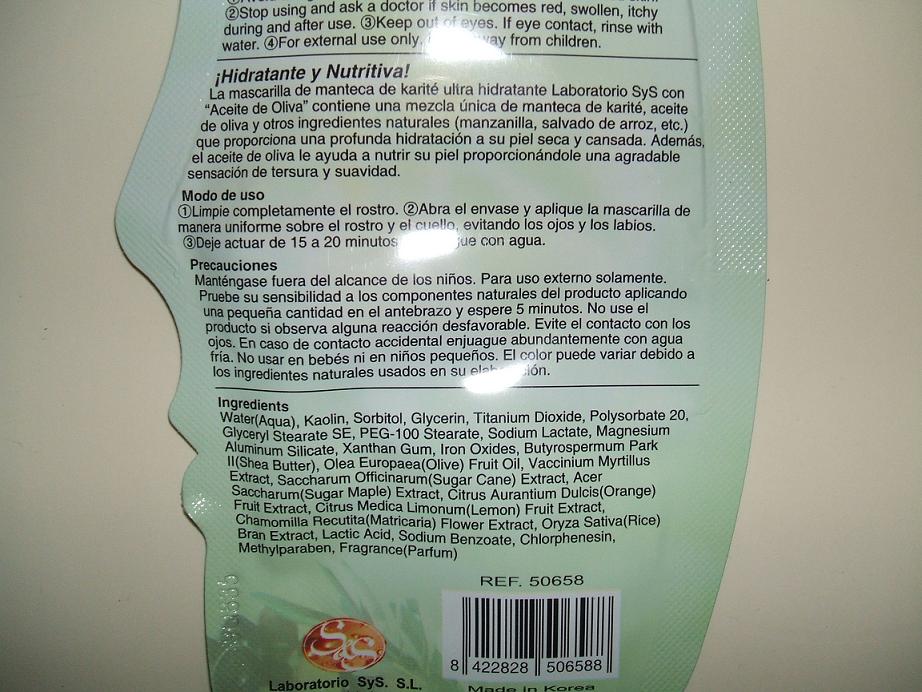 ②Stop using and ask a doctor if skin becomes red, swollen, itchy
during and after use. ③Keep out of eyes. If eye contact, rinse with
water. ④For external use only, away from children.
¡Hidratante y Nutritiva!
La mascarilla de manteca de karité ultra hidratante Laboratorio SyS con
“Aceite de Oliva” contiene una mezcla única de manteca de karité, aceite
de oliva y otros ingredientes naturales (manzanilla, salvado de arroz, etc.)
que proporciona una profunda hidratación a su piel seca y cansada. Además,
el aceite de oliva le ayuda a nutrir su piel proporcionándole una agradable
sensación de tersura y suavidad.
Modo de uso
①Limpie completamente el rostro. ②Abra el envase y aplique la mascarilla de
manera uniforme sobre el rostro y el cuello, evitando los ojos y los labios.
③Deje actuar de 15 a 20 minutos con agua.
Precauciones
Manténgase fuera del alcance de los niños. Para uso externo solamente.
Pruebe su sensibilidad a los componentes naturales del producto aplicando
una pequeña cantidad en el antebrazo y espere 5 minutos. No use el
producto si observa alguna reacción desfavorable. Evite el contacto con los
ojos. En caso de contacto accidental enjuague abundantemente con agua
fría. No usar en bebés ni en niños pequeños. El color puede variar debido a
los ingredientes naturales usados en su elaboración.
Ingredients
Water(Aqua), Kaolin, Sorbitol, Glycerin, Titanium Dioxide, Polysorbate 20,
Glyceryl Stearate SE, PEG-100 Stearate, Sodium Lactate, Magnesium
Aluminum Silicate, Xanthan Gum, Iron Oxides, Butyrospermum Park
II(Shea Butter), Olea Europaea(Olive) Fruit Oil, Vaccinium Myrtillus
Extract, Saccharum Officinarum(Sugar Cane) Extract, Acer
Saccharum(Sugar Maple) Extract, Citrus Aurantium Dulcis(Orange)
Fruit Extract, Citrus Medica Limonum(Lemon) Fruit Extract,
Chamomilla Recutita(Matricaria) Flower Extract, Oryza Sativa(Rice)
Bran Extract, Lactic Acid, Sodium Benzoate, Chlorphenesin,
Methylparaben, Fragrance(Parfum)
REF. 50658
S&S
8 422828 506588
Laboratorio SyS. S.L.
Made in Korea